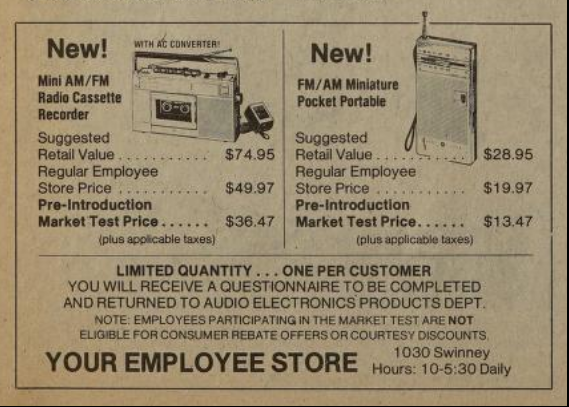 New!
WITH AC CONVERTER!
Mini AM/FM
Radio Cassette
Recorder
Suggested
Retail Value . . . . . . . . . . . $74.95
Regular Employee
Store Price . . . . . . . . . . . . $49.97
Pre-Introduction
Market Test Price . . . . . . $36.47
(plus applicable taxes)
New!
FM/AM Miniature
Pocket Portable
Suggested
Retail Value . . . . . . . . . . . $28.95
Regular Employee
Store Price . . . . . . . . . . . . $19.97
Pre-Introduction
Market Test Price . . . . . . $13.47
(plus applicable taxes)
LIMITED QUANTITY . . . ONE PER CUSTOMER
YOU WILL RECEIVE A QUESTIONNAIRE TO BE COMPLETED
AND RETURNED TO AUDIO ELECTRONICS PRODUCTS DEPT.
NOTE: EMPLOYEES PARTICIPATING IN THE MARKET TEST ARE NOT
ELIGIBLE FOR CONSUMER REBATE OFFERS OR COURTESY DISCOUNTS.
YOUR EMPLOYEE STORE
1030 Swinney
Hours: 10-5:30 Daily